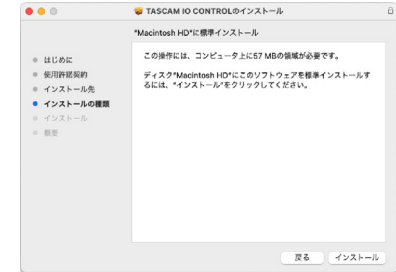 TASCAM IO CONTROLのインストール
"Macintosh HD"に標準インストール
はじめに
使用許諾契約
インストール先
インストールの種類
インストール
概要
この操作には、コンピュータ上に57 MBの領域が必要です。
ディスク"Macintosh HD"にこのソフトウェアを標準インストールす
るには、"インストール"をクリックしてください。
戻る
インストール